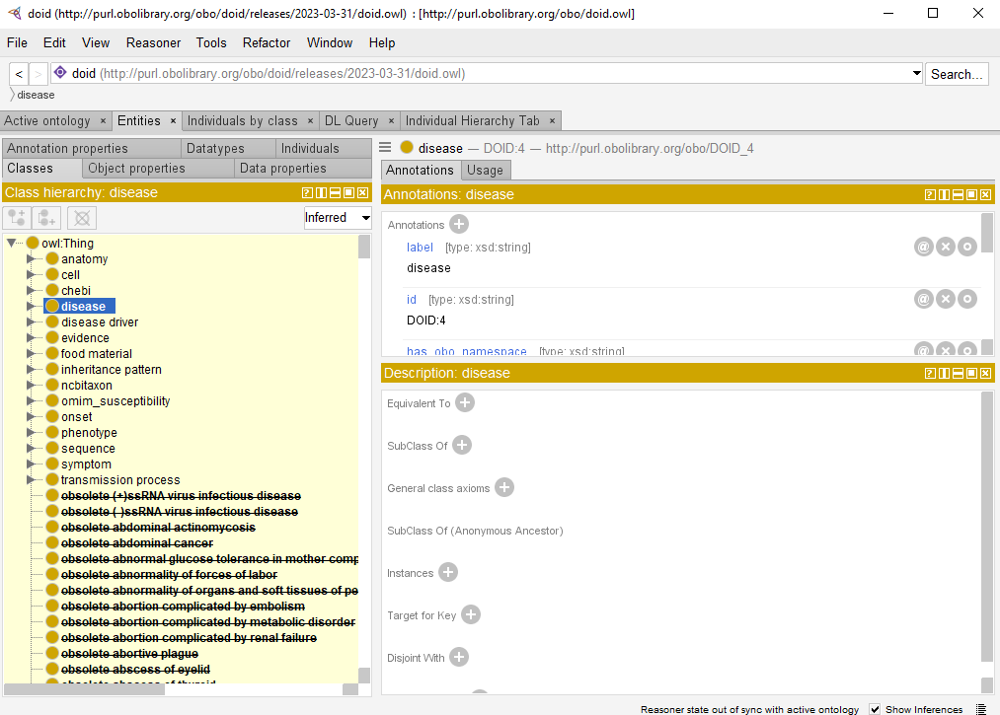 doid (http://purl.obolibrary.org/obo/doid/releases/2023-03-31/doid.owl) : [http://purl.obolibrary.org/obo/doid.owl]
File Edit View Reasoner Tools Refactor Window Help
< > doid (http://purl.obolibrary.org/obo/doid/releases/2023-03-31/doid.owl) Search...
disease
Active ontology × Entities × Individuals by class × DL Query × Individual Hierarchy Tab ×
Annotation properties Datatypes Individuals
Classes Object properties Data properties
Class hierarchy: disease
Inferred
owl:Thing
anatomy
cell
chebi
disease
disease driver
evidence
food material
inheritance pattern
ncbitaxon
omim_susceptibility
onset
phenotype
sequence
symptom
transmission process
obsolete (+)ssRNA virus infectious disease
obsolete (-)ssRNA virus infectious disease
obsolete abdominal actinomycosis
obsolete abdominal cancer
obsolete abnormal glucose tolerance in mother comp
obsolete abnormality of forces of labor
obsolete abnormality of organs and soft tissues of pe
obsolete abortion complicated by embolism
obsolete abortion complicated by metabolic disorder
obsolete abortion complicated by renal failure
obsolete abortive plague
obsolete abscess of eyelid
obsolete abscess of thyroid
disease — DOID:4 — http://purl.obolibrary.org/obo/DOID_4
Annotations Usage
Annotations: disease
Annotations
label [type: xsd:string]
disease
id [type: xsd:string]
DOID:4
has_obo_namespace [type: xsd:string]
Description: disease
Equivalent To
SubClass Of
General class axioms
SubClass Of (Anonymous Ancestor)
Instances
Target for Key
Disjoint With
Reasoner state out of sync with active ontology Show Inferences